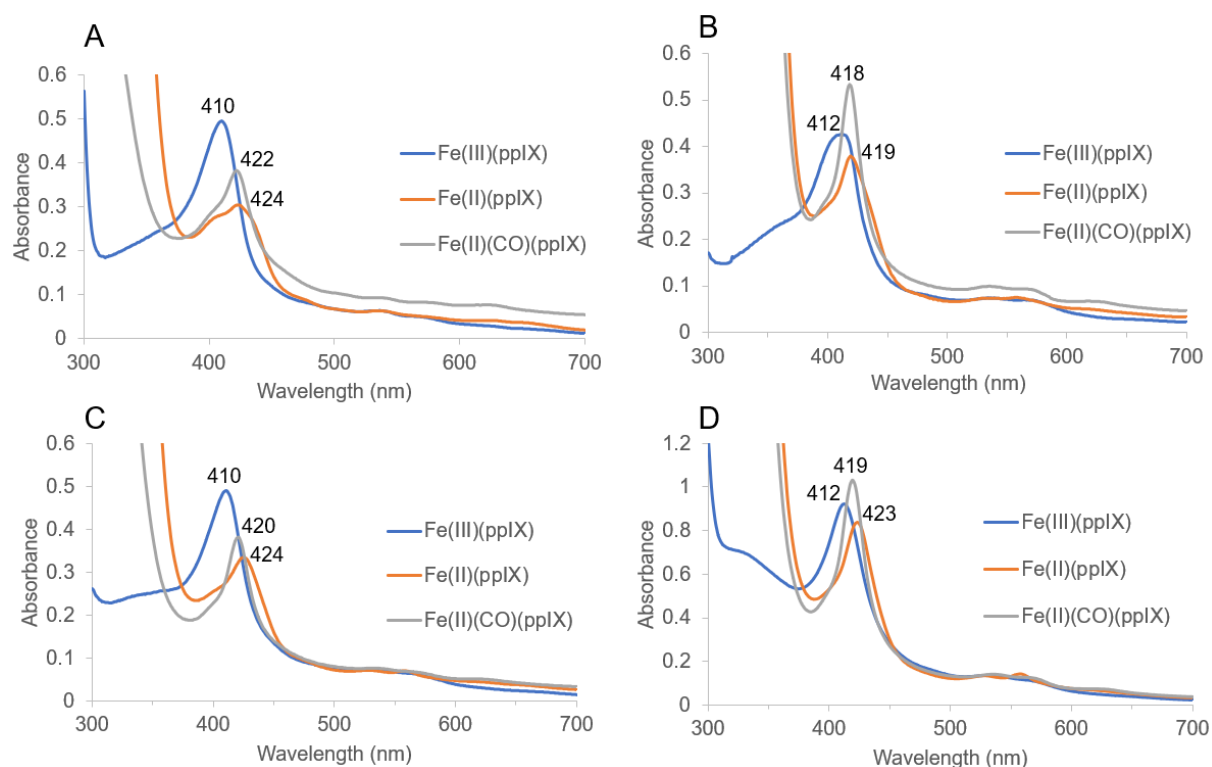 A
0.6
0.5
0.4
0.3
0.2
0.1
0
Absorbance
410
422
424
Fe(III)(ppIX)
Fe(II)(ppIX)
Fe(II)(CO)(ppIX)
300
400
500
600
700
Wavelength (nm)
B
0.6
0.5
0.4
0.3
0.2
0.1
0
Absorbance
418
412
419
Fe(III)(ppIX)
Fe(II)(ppIX)
Fe(II)(CO)(ppIX)
300
400
500
600
700
Wavelength (nm)
C
0.6
0.5
0.4
0.3
0.2
0.1
0
Absorbance
410
420
424
Fe(III)(ppIX)
Fe(II)(ppIX)
Fe(II)(CO)(ppIX)
300
400
500
600
700
Wavelength (nm)
D
1.2
1
0.8
0.6
0.4
0.2
0
Absorbance
419
412
423
Fe(III)(ppIX)
Fe(II)(ppIX)
Fe(II)(CO)(ppIX)
300
400
500
600
700
Wavelength (nm)